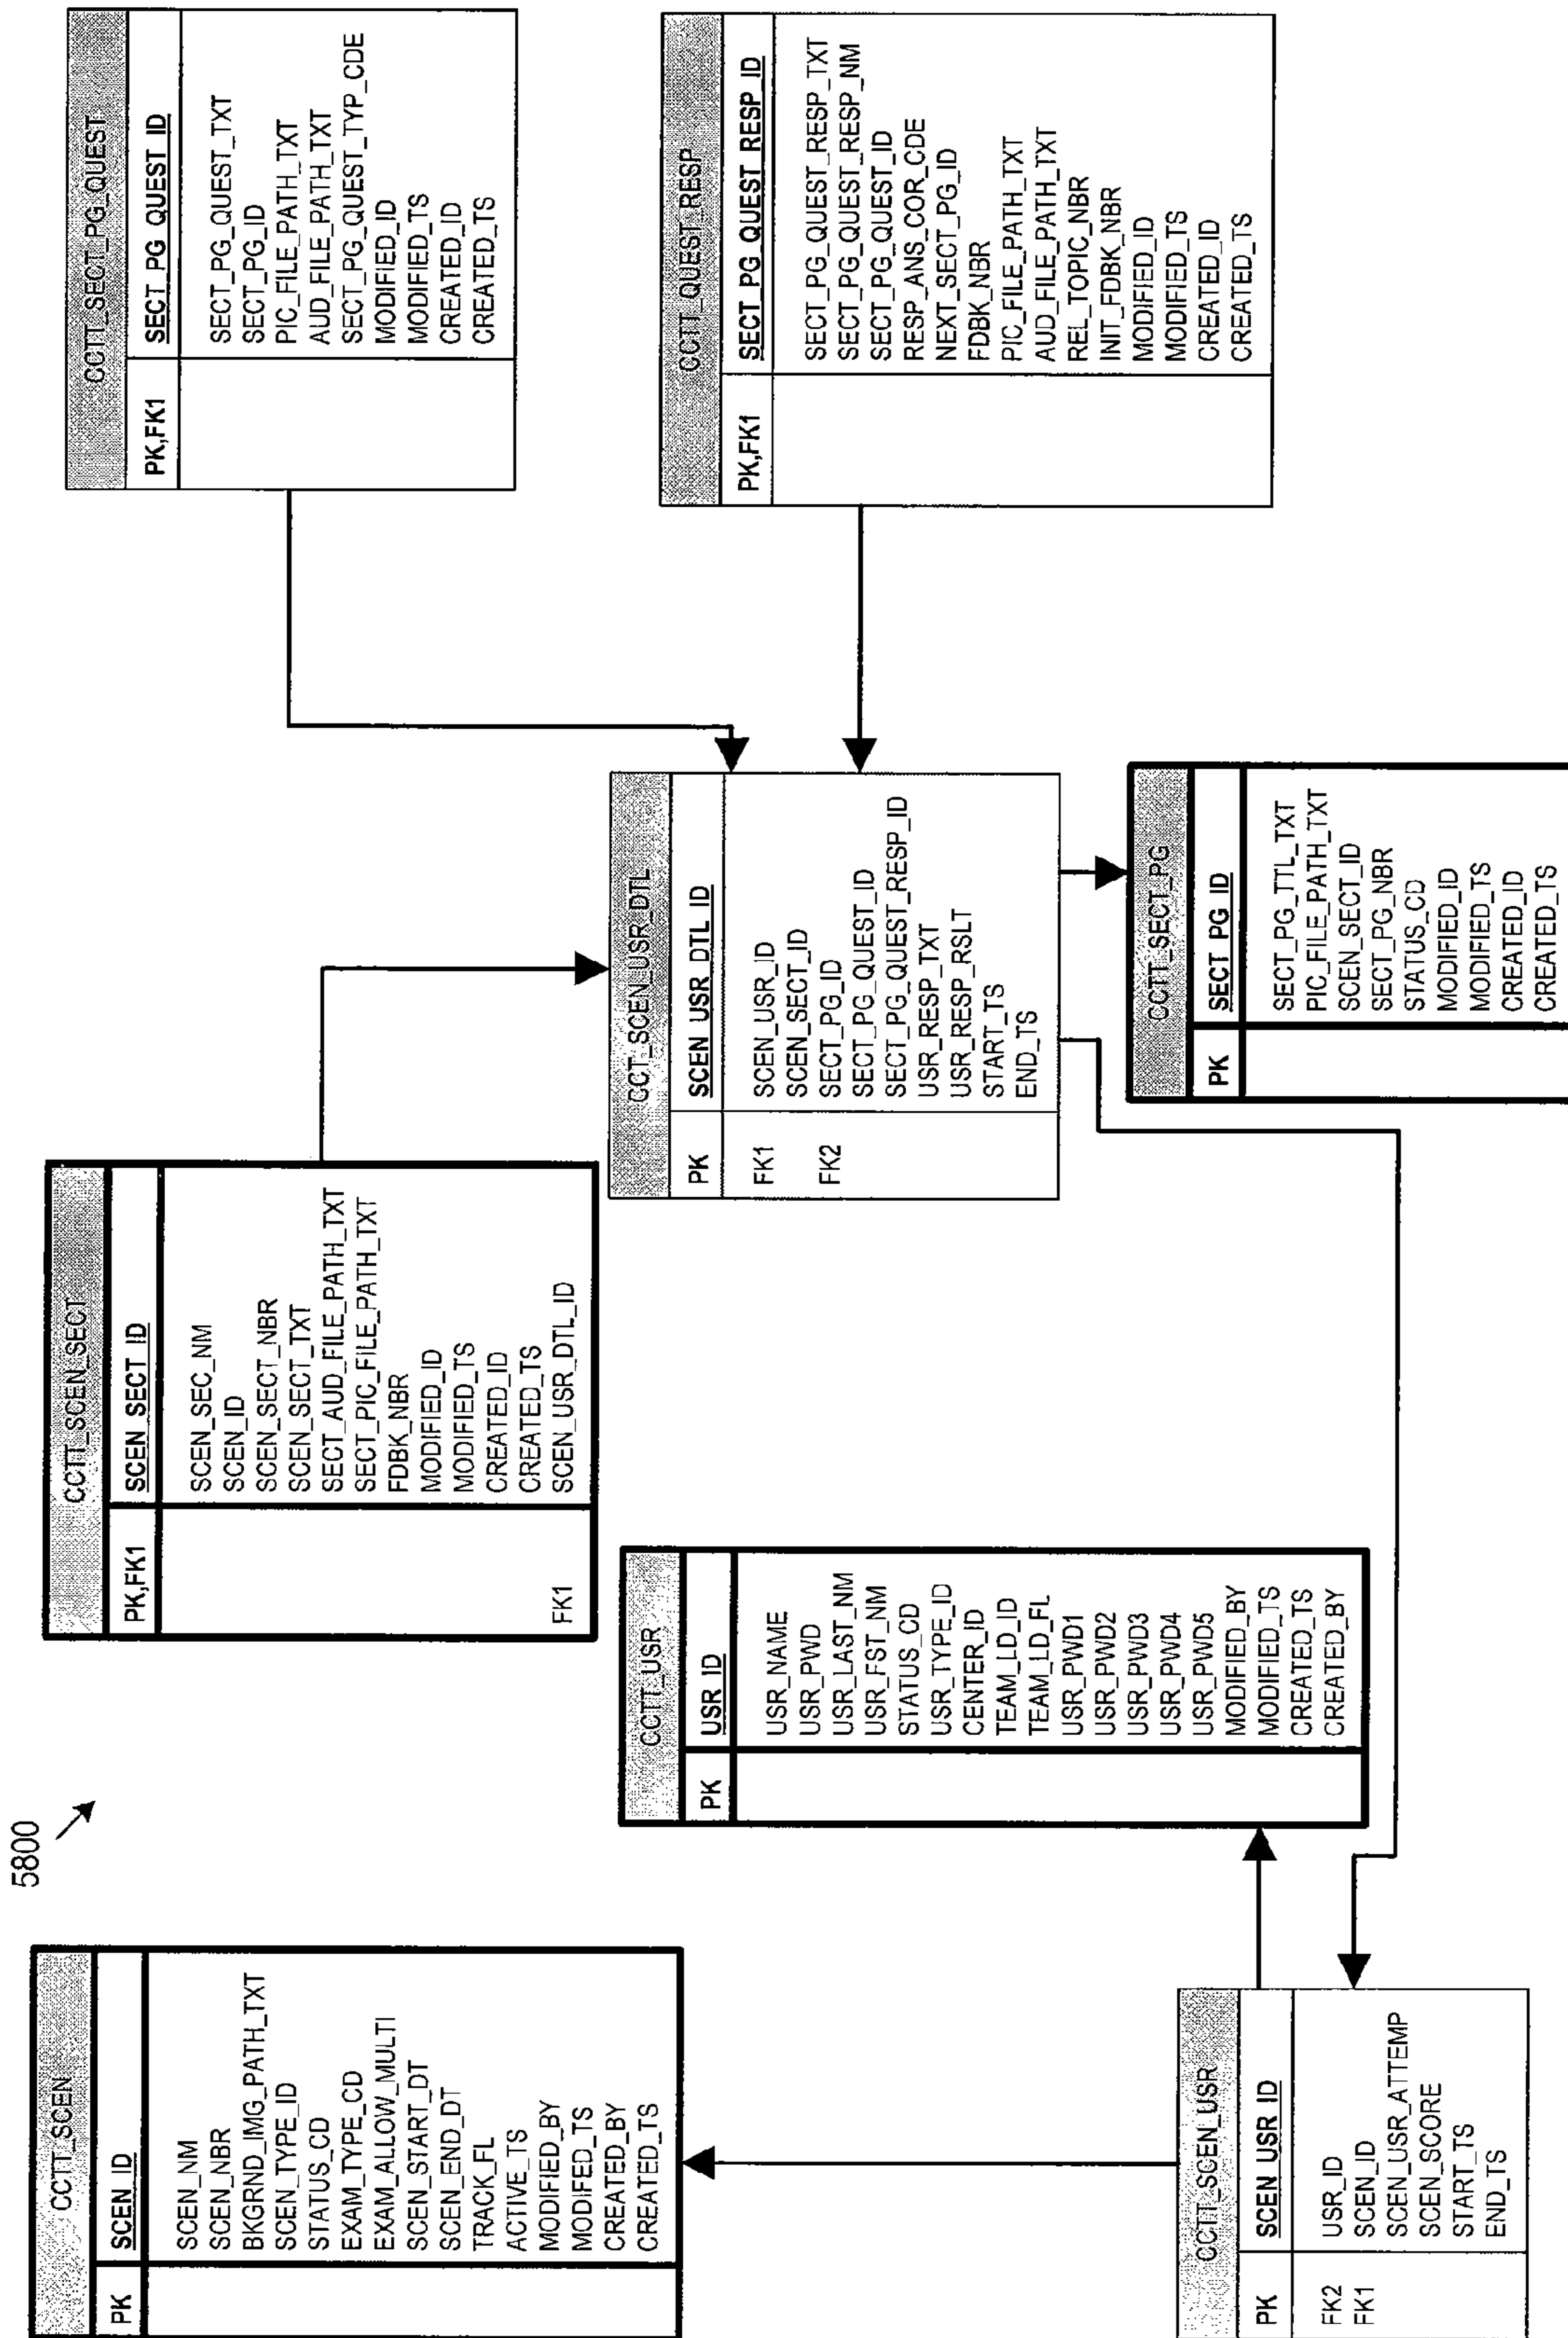 5800
CCTT_SCEN
PK SCEN_ID
SCEN_NM
SCEN_NBR
BKGRND_IMG_PATH_TXT
SCEN_TYPE_ID
STATUS_CD
EXAM_TYPE_CD
EXAM_ALLOW_MULTI
SCEN_START_DT
SCEN_END_DT
TRACK_FL
ACTIVE_TS
MODIFIED_BY
MODIFED_TS
CREATED_BY
CREATED_TS
CCTT_SCEN_SECT
PK,FK1 SCEN_SECT_ID
SCEN_SEC_NM
SCEN_ID
SCEN_SECT_NBR
SCEN_SECT_TXT
SECT_AUD_FILE_PATH_TXT
SECT_PIC_FILE_PATH_TXT
FDBK_NBR
MODIFIED_ID
MODIFIED_TS
CREATED_ID
CREATED_TS
FK1 SCEN_USR_DTL_ID
CCTT_SECT_PG_QUEST
PK,FK1 SECT_PG_QUEST_ID
SECT_PG_QUEST_TXT
SECT_PG_ID
PIC_FILE_PATH_TXT
AUD_FILE_PATH_TXT
SECT_PG_QUEST_TYP_CDE
MODIFIED_ID
MODIFIED_TS
CREATED_ID
CREATED_TS
CCTT_USR
PK USR_ID
USR_NAME
USR_PWD
USR_LAST_NM
USR_FST_NM
STATUS_CD
USR_TYPE_ID
CENTER_ID
TEAM_LD_ID
TEAM_LD_FL
USR_PWD1
USR_PWD2
USR_PWD3
USR_PWD4
USR_PWD5
MODIFIED_BY
MODIFIED_TS
CREATED_TS
CREATED_BY
CCT_SCEN_USR_DTL
PK SCEN_USR_DTL_ID
FK1 SCEN_USR_ID
SCEN_SECT_ID
FK2 SECT_PG_ID
SECT_PG_QUEST_ID
SECT_PG_QUEST_RESP_ID
USR_RESP_TXT
USR_RESP_RSLT
START_TS
END_TS
CCTT_QUEST_RESP
PK,FK1 SECT_PG_QUEST_RESP_ID
SECT_PG_QUEST_RESP_TXT
SECT_PG_QUEST_RESP_NM
SECT_PG_QUEST_ID
RESP_ANS_COR_CDE
NEXT_SECT_PG_ID
FDBK_NBR
PIC_FILE_PATH_TXT
AUD_FILE_PATH_TXT
REL_TOPIC_NBR
INIT_FDBK_NBR
MODIFIED_ID
MODIFIED_TS
CREATED_ID
CREATED_TS
CCTT_SCEN_USR
PK SCEN_USR_ID
FK2 USR_ID
FK1 SCEN_ID
SCEN_USR_ATTEMP
SCEN_SCORE
START_TS
END_TS
CCTT_SECT_PG
PK SECT_PG_ID
SECT_PG_TTL_TXT
PIC_FILE_PATH_TXT
SCEN_SECT_ID
SECT_PG_NBR
STATUS_CD
MODIFIED_ID
MODIFIED_TS
CREATED_ID
CREATED_TS